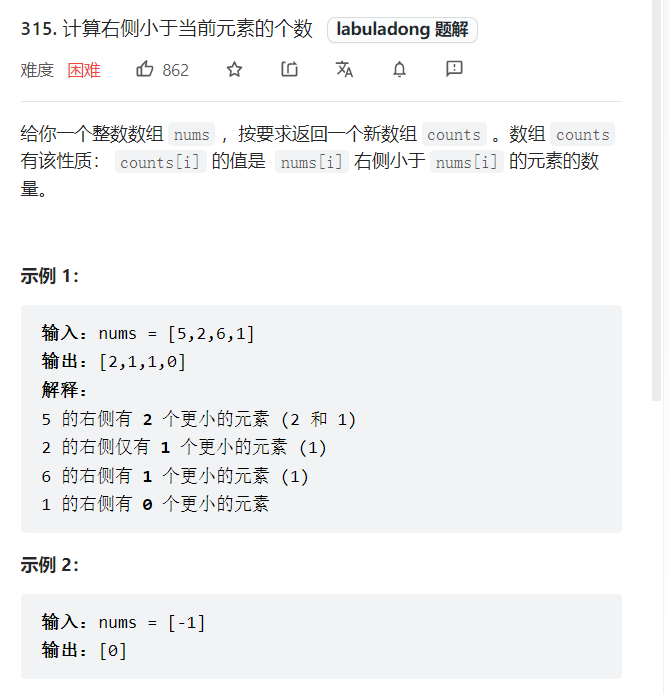 315. 计算右侧小于当前元素的个数 labuladong 题解
难度 困难 862
给你一个整数数组 nums ，按要求返回一个新数组 counts 。数组 counts
有该性质： counts[i] 的值是 nums[i] 右侧小于 nums[i] 的元素的数
量。
示例 1：
输入：nums = [5,2,6,1]
输出：[2,1,1,0]
解释：
5 的右侧有 2 个更小的元素 (2 和 1)
2 的右侧仅有 1 个更小的元素 (1)
6 的右侧有 1 个更小的元素 (1)
1 的右侧有 0 个更小的元素
示例 2：
输入：nums = [-1]
输出：[0]